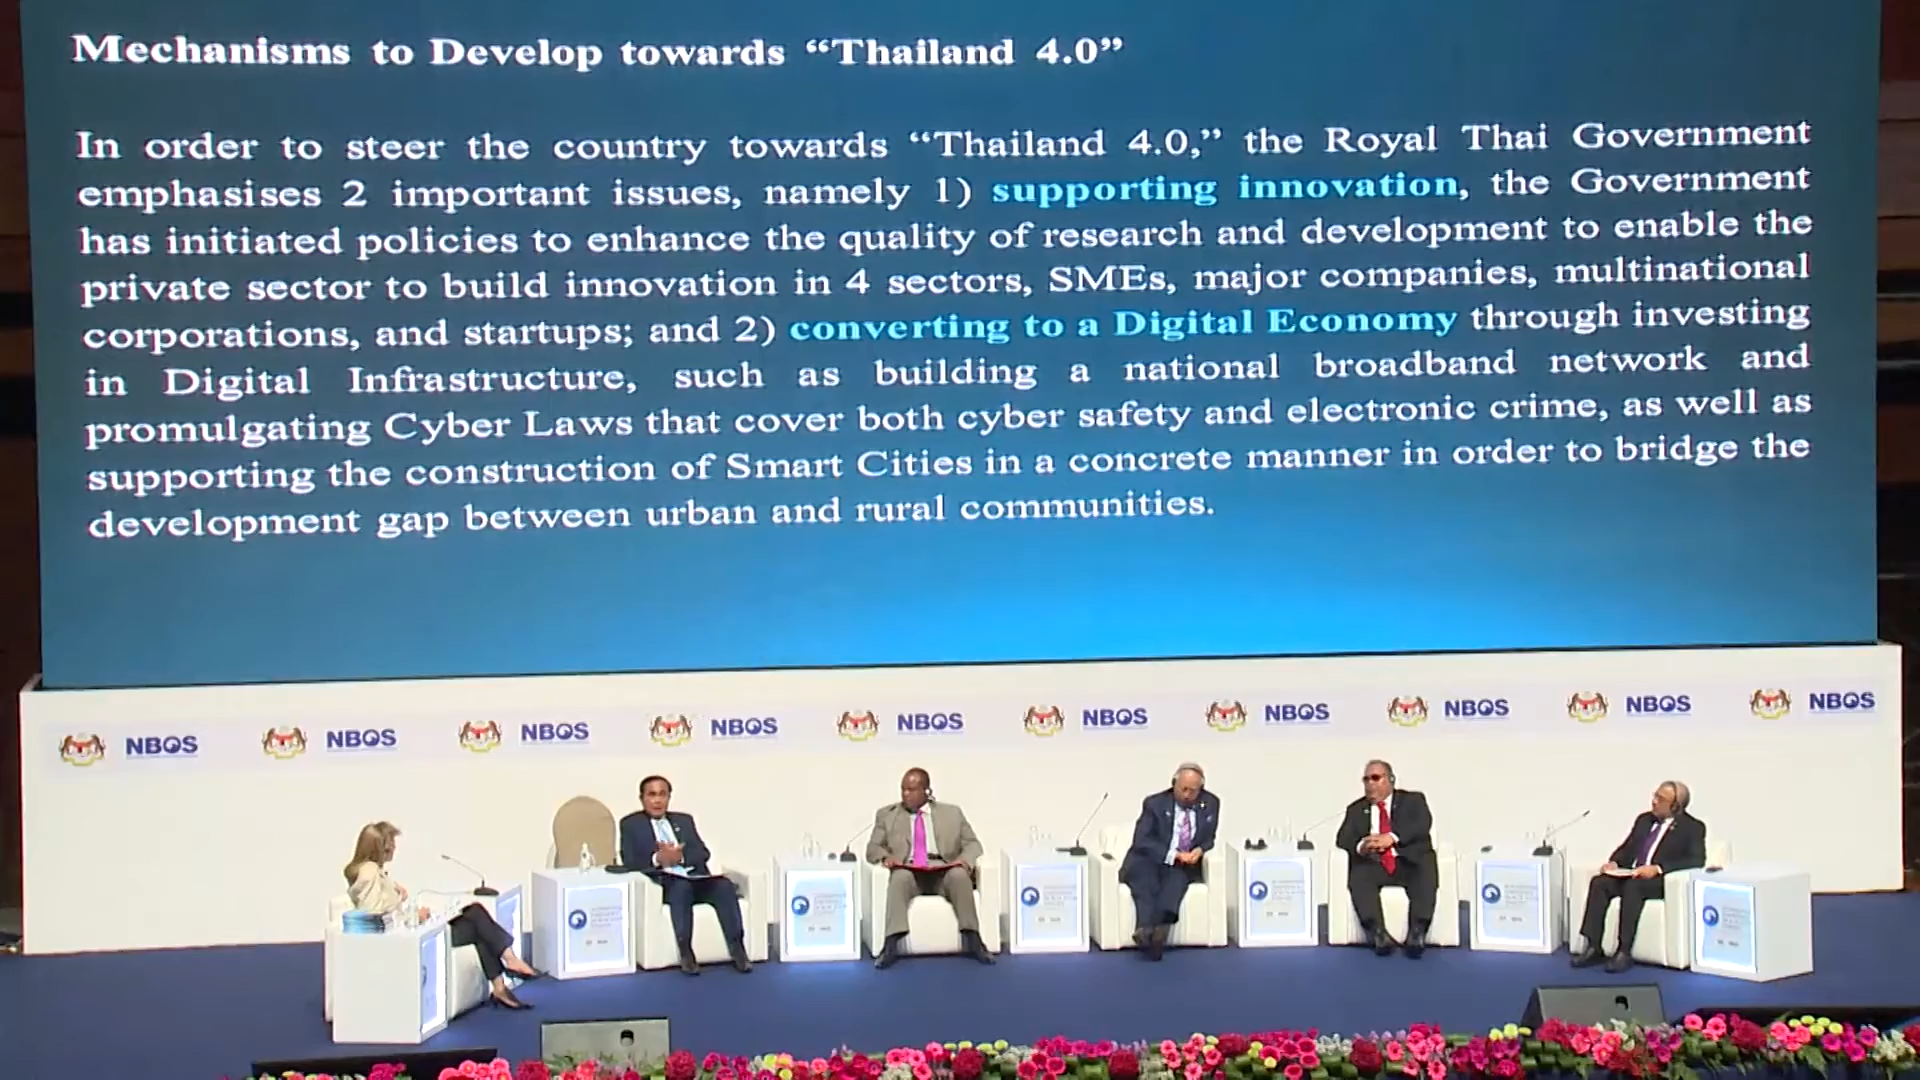 Mechanisms to Develop towards “Thailand 4.0”
In order to steer the country towards “Thailand 4.0,” the Royal Thai Government
emphasises 2 important issues, namely 1) supporting innovation, the Government
has initiated policies to enhance the quality of research and development to enable the
private sector to build innovation in 4 sectors, SMEs, major companies, multinational
corporations, and startups; and 2) converting to a Digital Economy through investing
in Digital Infrastructure, such as building a national broadband network and
promulgating Cyber Laws that cover both cyber safety and electronic crime, as well as
supporting the construction of Smart Cities in a concrete manner in order to bridge the
development gap between urban and rural communities.
NBOS NBOS NBOS NBOS NBOS NBOS NBOS NBOS NBOS NBOS